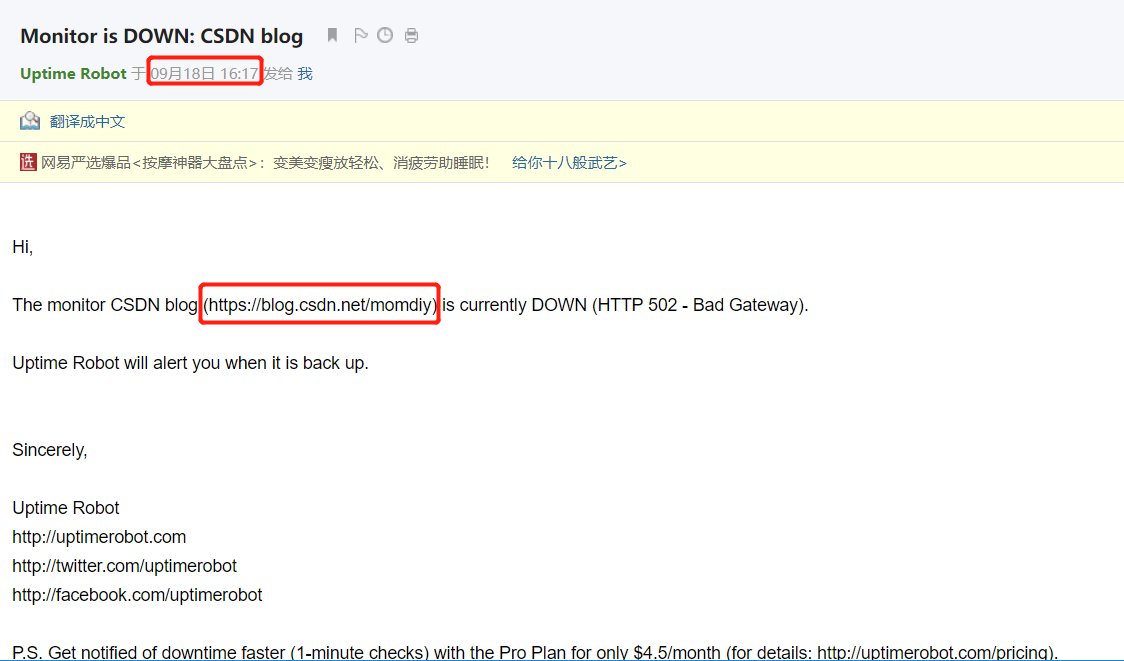 Monitor is DOWN: CSDN blog
Uptime Robot 于 09月18日 16:17 发给 我
翻译成中文
选 网易严选爆品<按摩神器大盘点>：变美变瘦放轻松、消疲劳助睡眠！ 给你十八般武艺>
Hi,
The monitor CSDN blog (https://blog.csdn.net/momdiy) is currently DOWN (HTTP 502 - Bad Gateway).
Uptime Robot will alert you when it is back up.
Sincerely,
Uptime Robot
http://uptimerobot.com
http://twitter.com/uptimerobot
http://facebook.com/uptimerobot
P.S. Get notified of downtime faster (1-minute checks) with the Pro Plan for only $4.5/month (for details: http://uptimerobot.com/pricing).